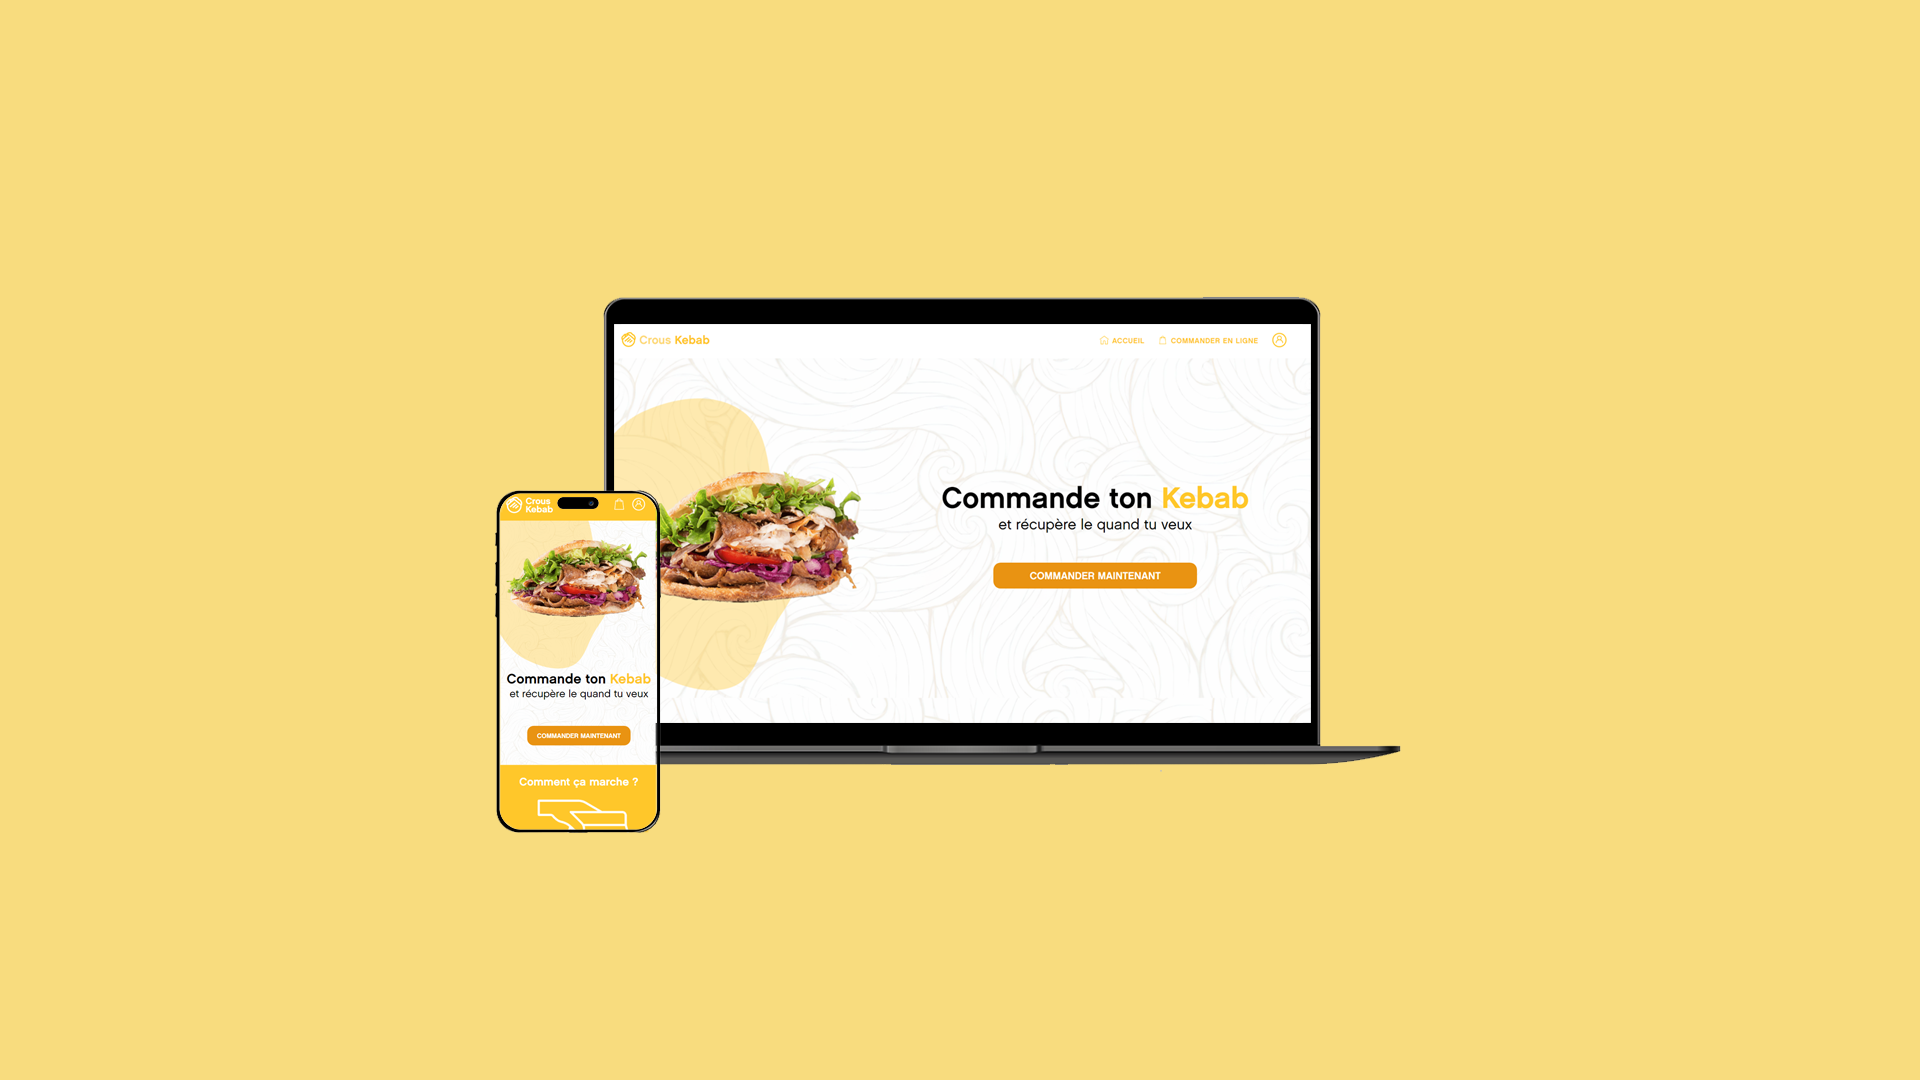 Crous Kebab
ACCUEIL
COMMANDER EN LIGNE
Commande ton Kebab
et récupère le quand tu veux
COMMANDER MAINTENANT
Crous
Kebab
Commande ton Kebab
et récupère le quand tu veux
COMMANDER MAINTENANT
Comment ça marche ?